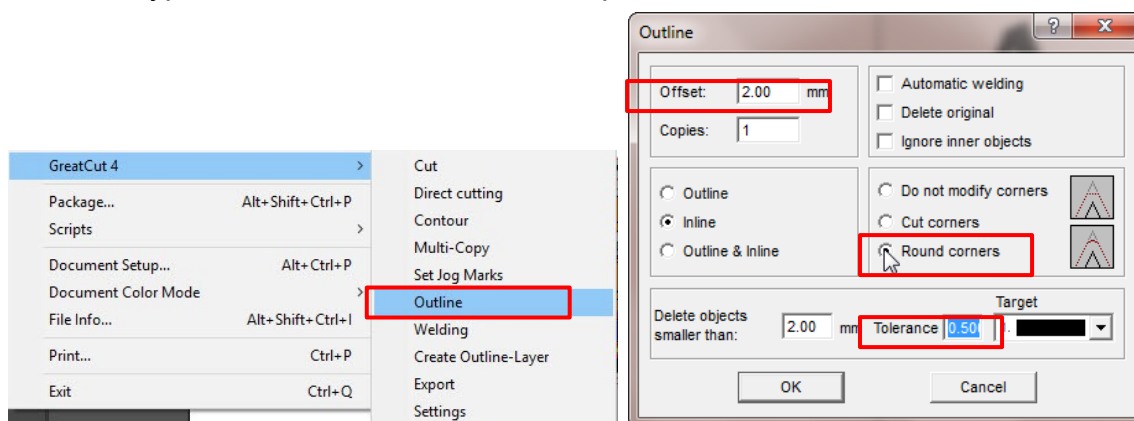 GreatCut 4 >
Package... Alt+Shift+Ctrl+P
Scripts >
Document Setup... Alt+Ctrl+P
Document Color Mode >
File Info... Alt+Shift+Ctrl+I
Print... Ctrl+P
Exit Ctrl+Q
Cut
Direct cutting
Contour
Multi-Copy
Set Jog Marks
Outline
Welding
Create Outline-Layer
Export
Settings
Outline
Offset: 2.00 mm
Copies: 1
Automatic welding
Delete original
Ignore inner objects
Outline
Inline
Outline & Inline
Do not modify corners
Cut corners
Round corners
Delete objects
smaller than: 2.00 mm
Tolerance
Target
OK
Cancel